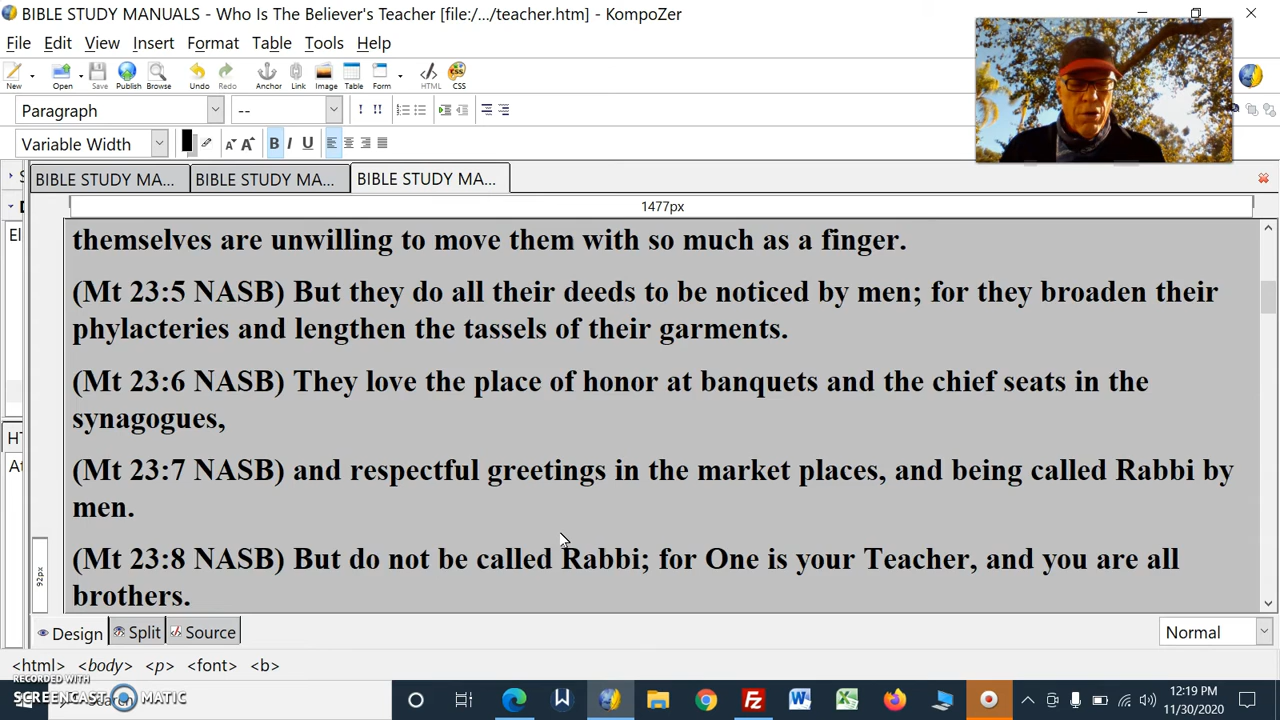 BIBLE STUDY MANUALS - Who Is The Believer's Teacher [file:/.../teacher.htm] - KompoZer
File Edit View Insert Format Table Tools Help
New Open Save Publish Browse Undo Redo Anchor Link Image Table Form HTML CSS
Paragraph --
Variable Width B I U
BIBLE STUDY MA... BIBLE STUDY MA... BIBLE STUDY MA...
1477px
themselves are unwilling to move them with so much as a finger.
(Mt 23:5 NASB) But they do all their deeds to be noticed by men; for they broaden their
phylacteries and lengthen the tassels of their garments.
(Mt 23:6 NASB) They love the place of honor at banquets and the chief seats in the
synagogues,
(Mt 23:7 NASB) and respectful greetings in the market places, and being called Rabbi by
men.
(Mt 23:8 NASB) But do not be called Rabbi; for One is your Teacher, and you are all
brothers.
92px
Design Split Source Normal
<html> <body> <p> <font> <b>
RECORDED WITH
SCREENCAST MATIC
12:19 PM
11/30/2020